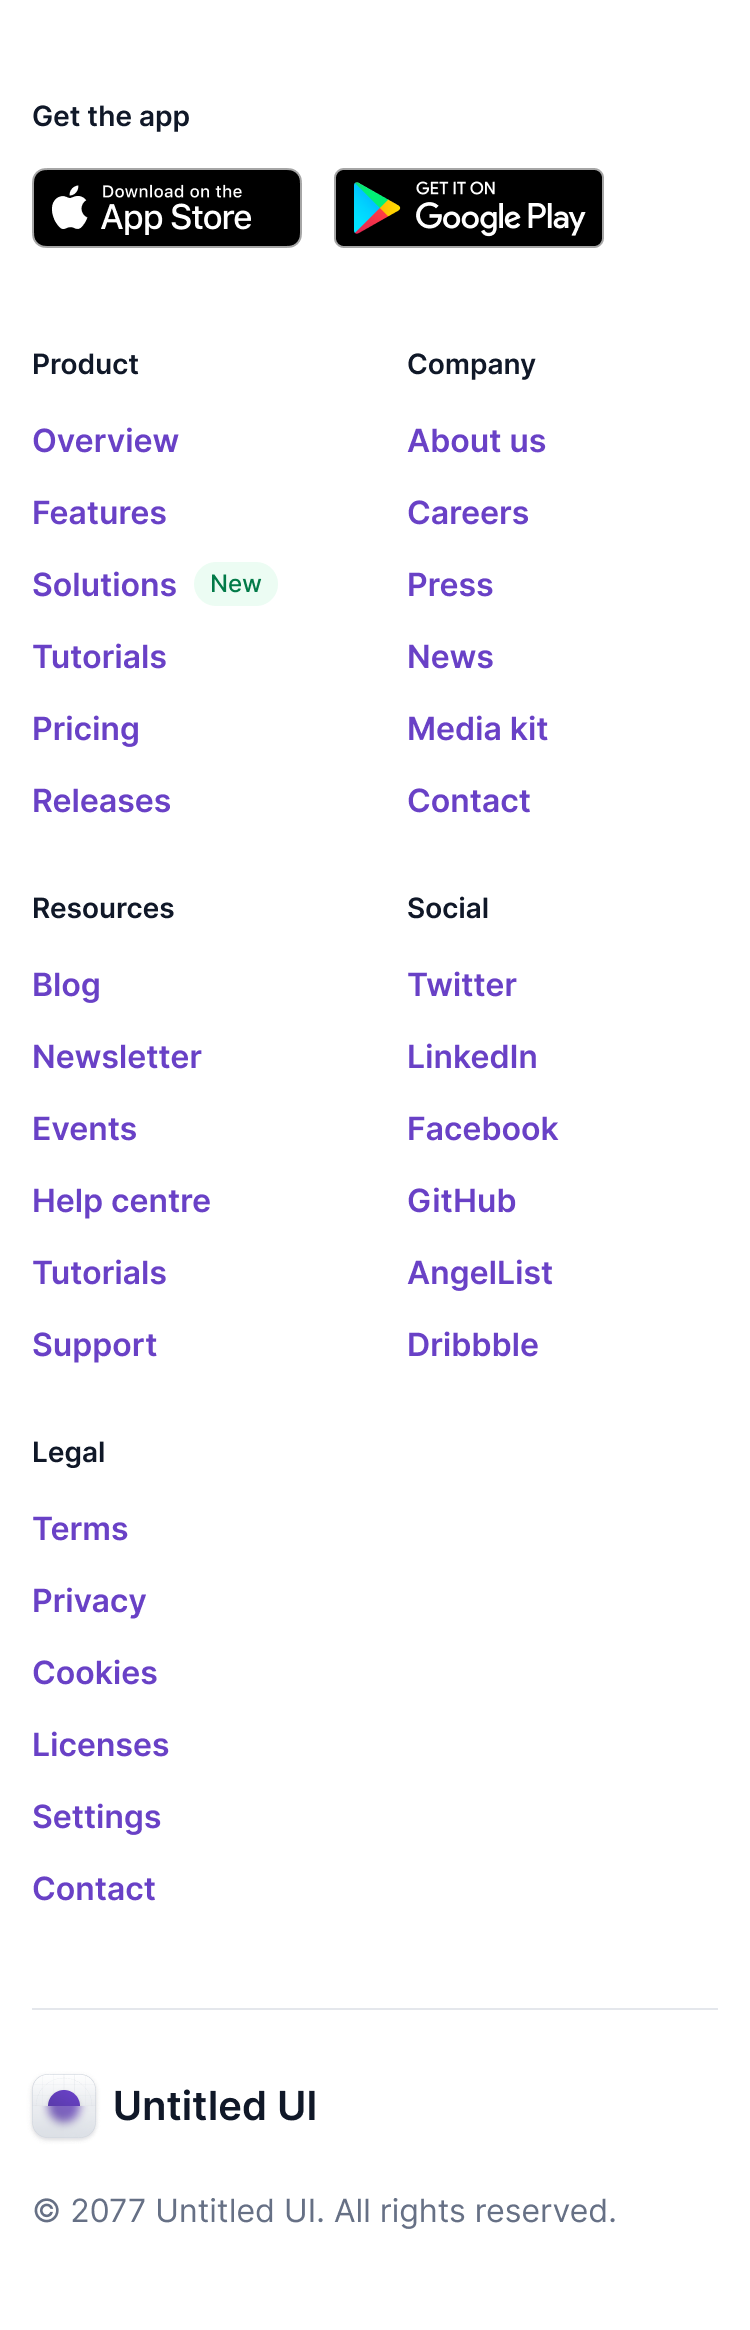 Get the app
Download on the
App Store
GET IT ON
Google Play
Product
Overview
Features
Solutions New
Tutorials
Pricing
Releases
Company
About us
Careers
Press
News
Media kit
Contact
Resources
Blog
Newsletter
Events
Help centre
Tutorials
Support
Social
Twitter
LinkedIn
Facebook
GitHub
AngelList
Dribbble
Legal
Terms
Privacy
Cookies
Licenses
Settings
Contact
Untitled UI
© 2077 Untitled UI. All rights reserved.